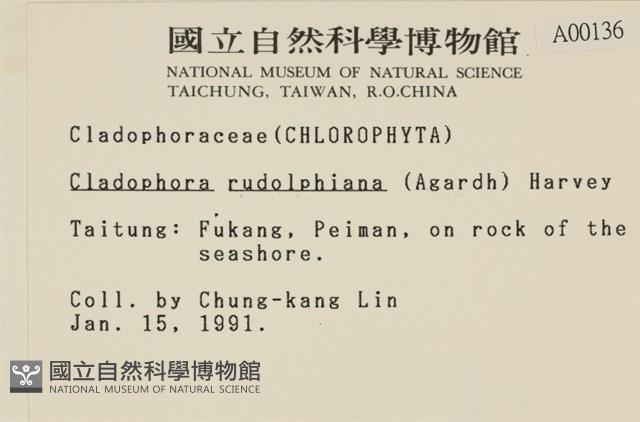 國立自然科學博物館
A00136
NATIONAL MUSEUM OF NATURAL SCIENCE
TAICHUNG, TAIWAN, R.O.CHINA
Cladophoraceae(CHLOROPHYTA)
Cladophora rudolphiana (Agardh) Harvey
Taitung: Fukang, Peiman, on rock of the
seashore.
Coll. by Chung-kang Lin
Jan. 15, 1991.
國立自然科學博物館
NATIONAL MUSEUM OF NATURAL SCIENCE